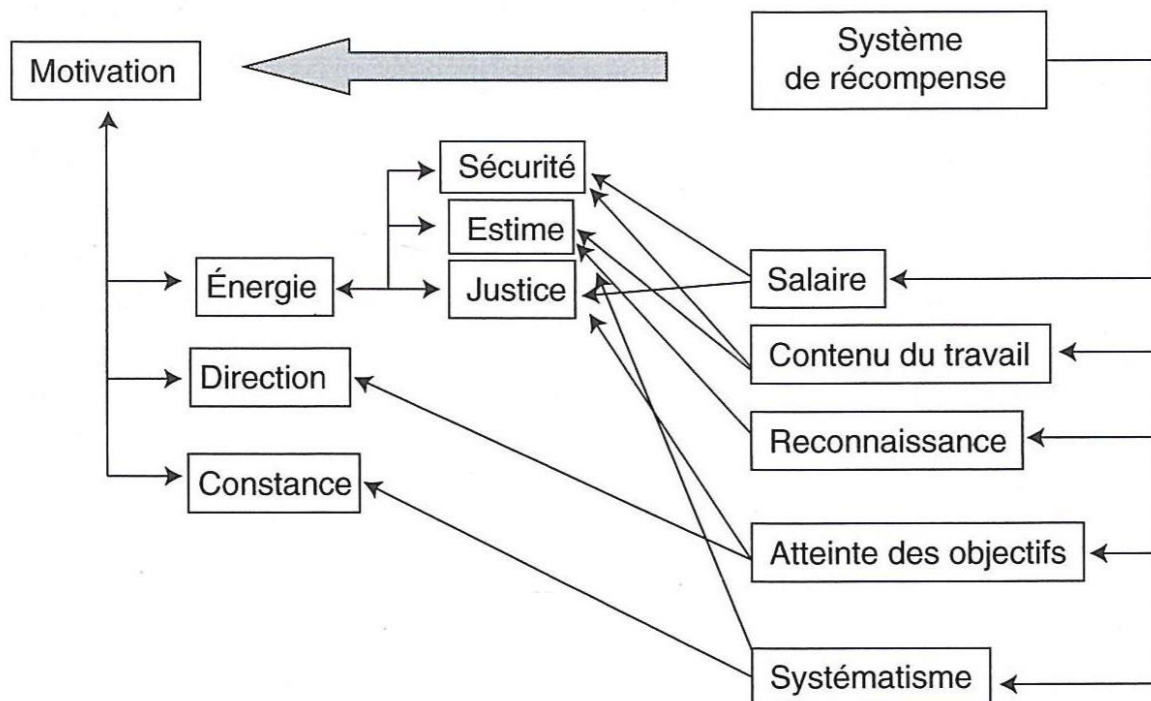 Motivation
Système
de récompense
Sécurité
Estime
Justice
Énergie
Direction
Constance
Salaire
Contenu du travail
Reconnaissance
Atteinte des objectifs
Systématisme